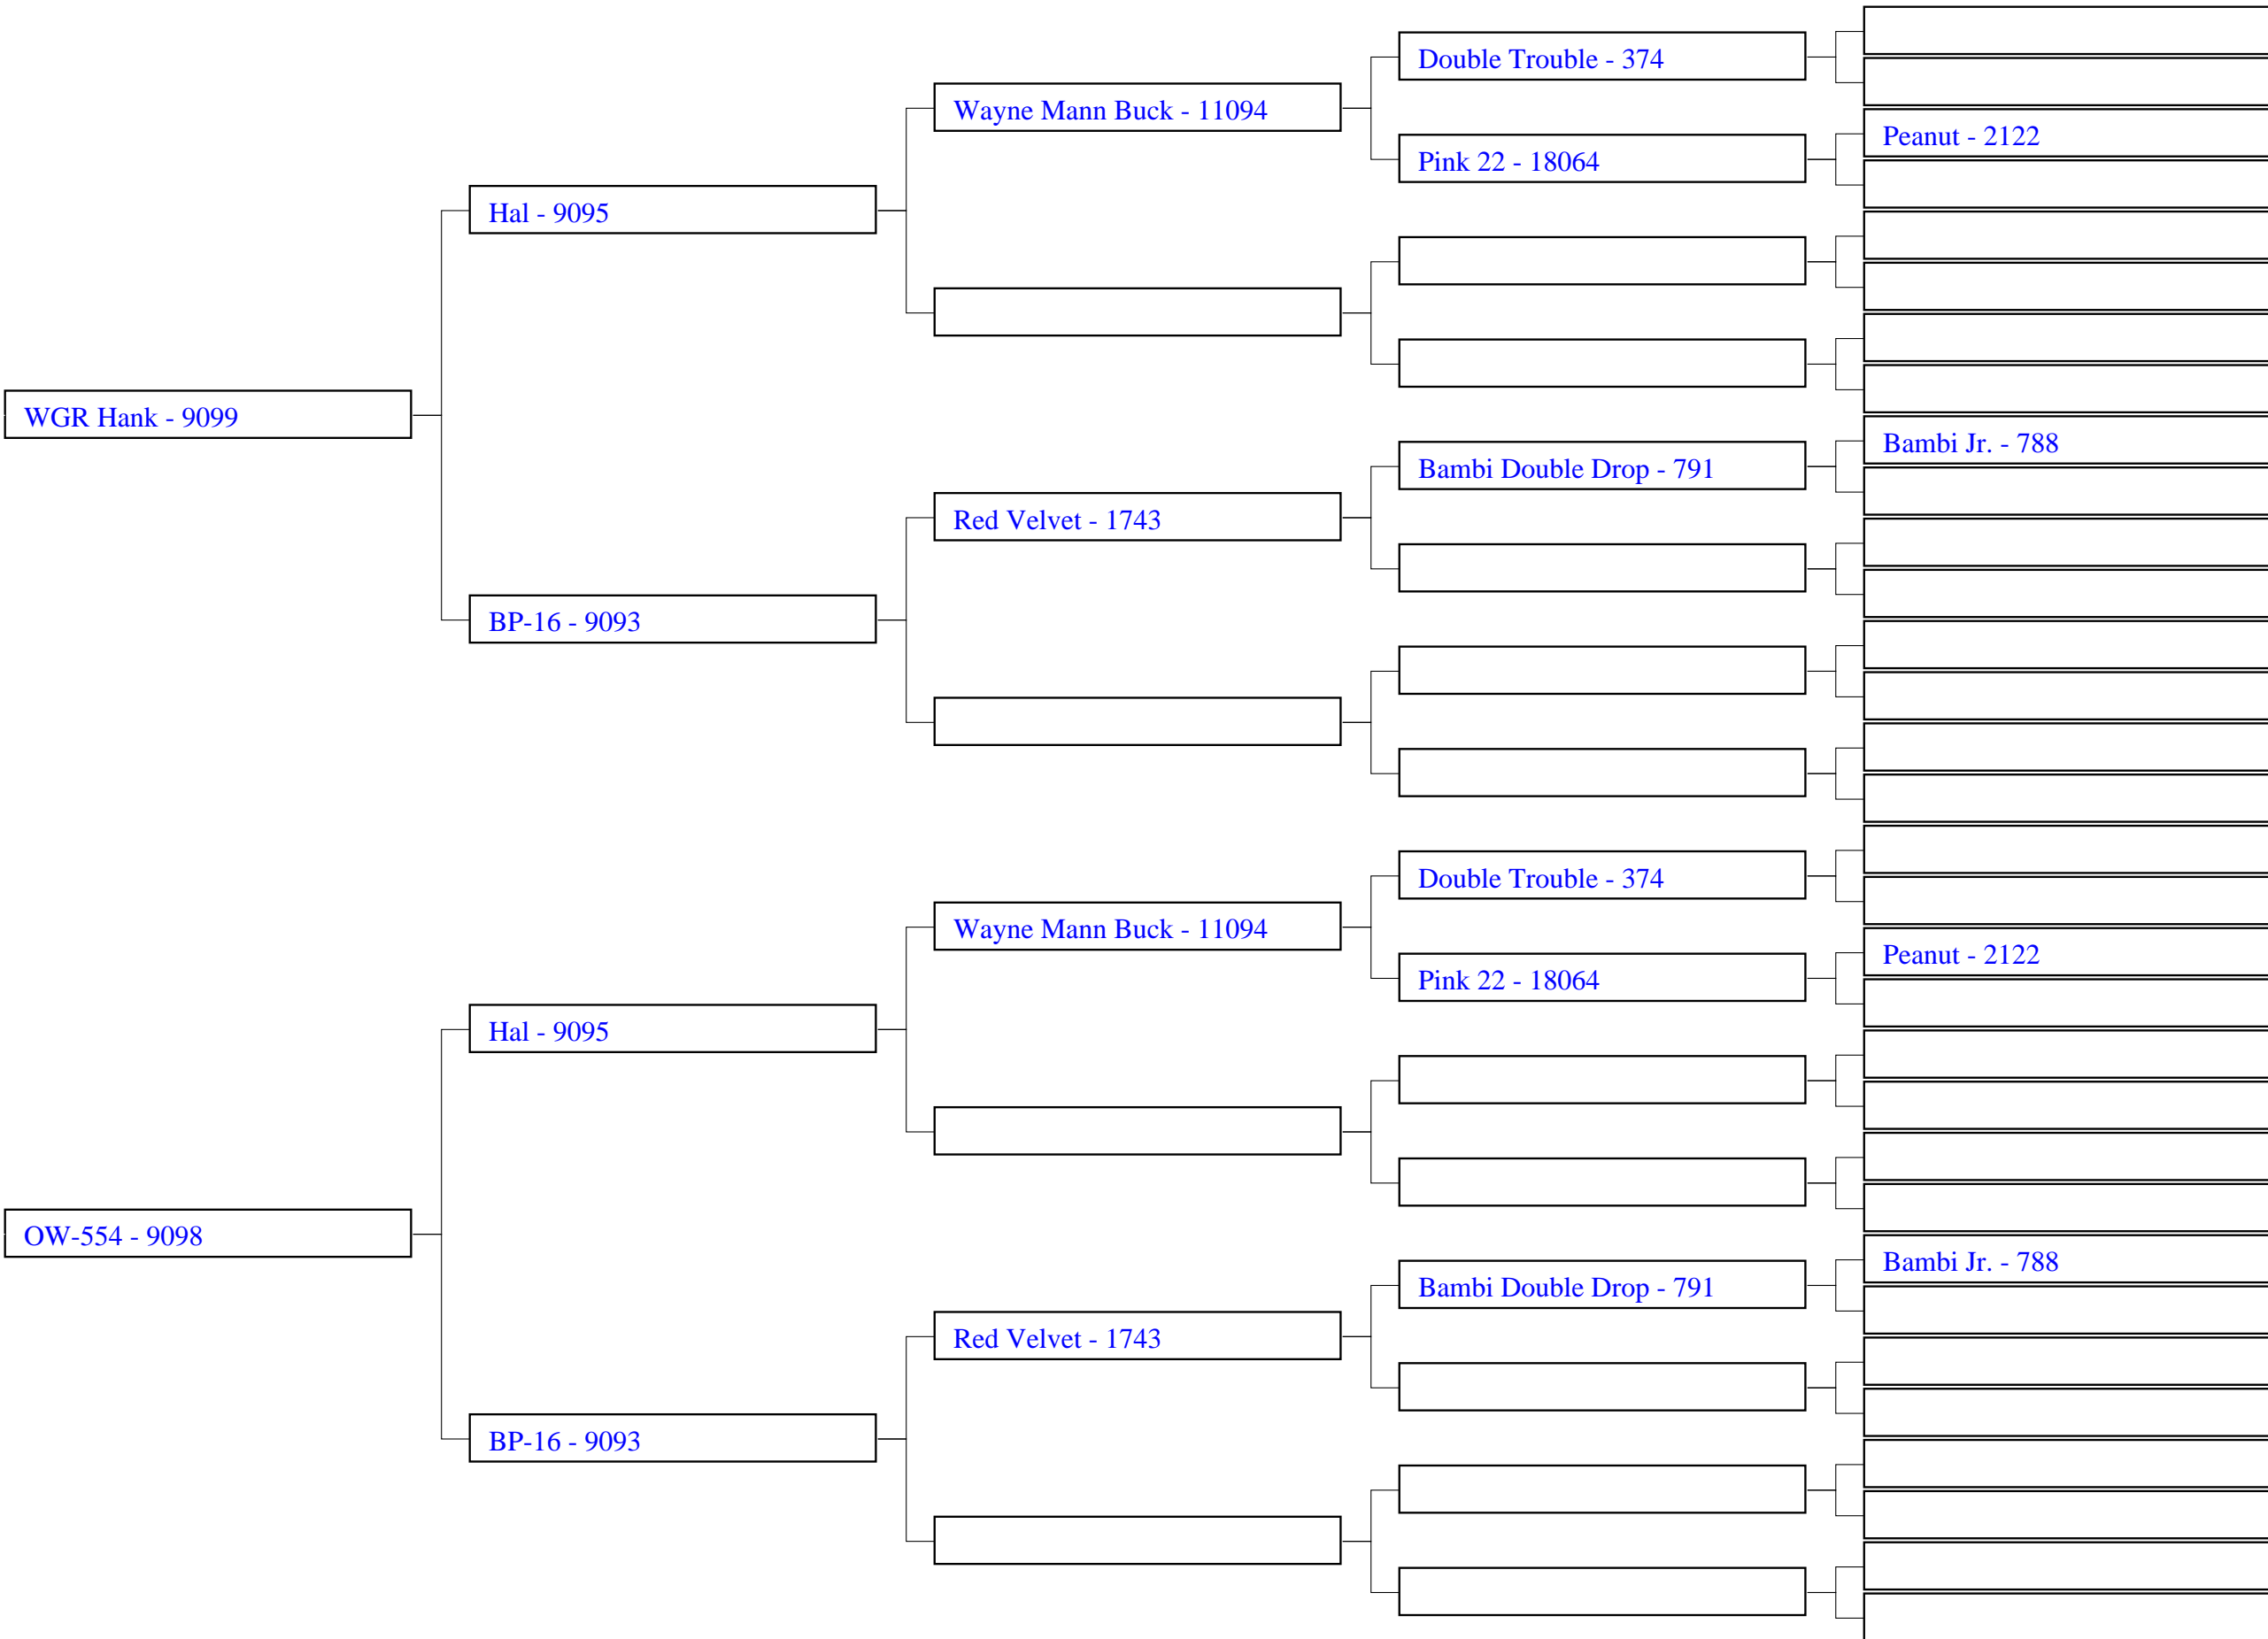 Double Trouble - 374
Wayne Mann Buck - 11094
Peanut - 2122
Pink 22 - 18064
Hal - 9095
WGR Hank - 9099
Bambi Jr. - 788
Bambi Double Drop - 791
Red Velvet - 1743
BP-16 - 9093
Double Trouble - 374
Wayne Mann Buck - 11094
Peanut - 2122
Pink 22 - 18064
Hal - 9095
OW-554 - 9098
Bambi Jr. - 788
Bambi Double Drop - 791
Red Velvet - 1743
BP-16 - 9093